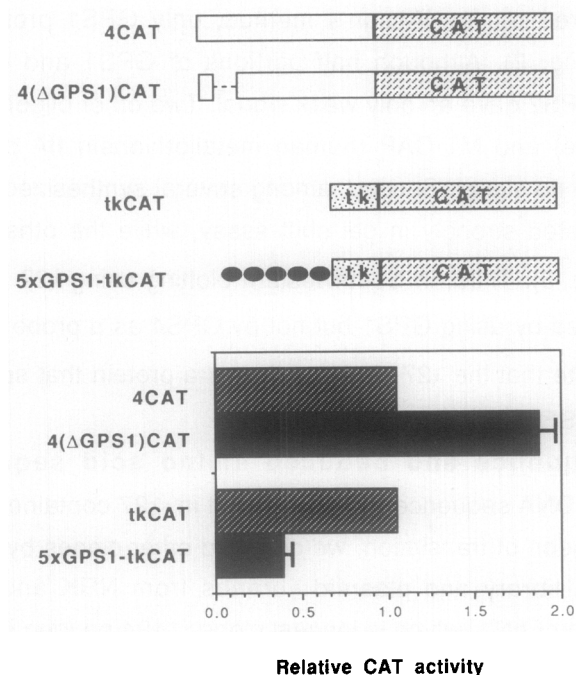 4CAT
CAT
4(ΔGPS1)CAT
CAT
tkCAT
tk CAT
5xGPS1-tkCAT
tk CAT
4CAT
4(ΔGPS1)CAT
tkCAT
5xGPS1-tkCAT
0.0 0.5 1.0 1.5 2.0
Relative CAT activity